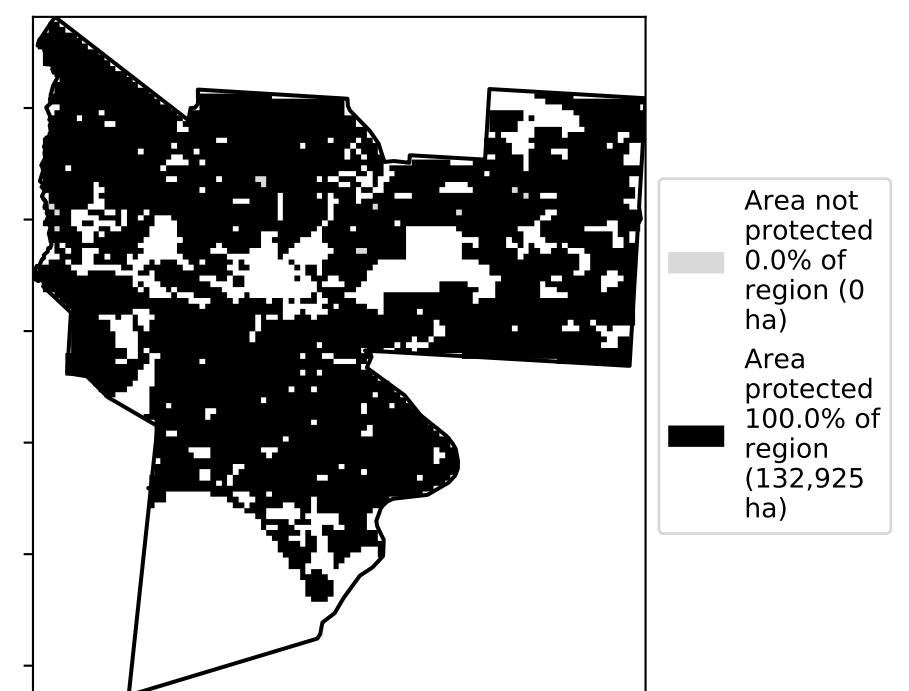 Area not
protected
0.0% of
region (0
ha)
Area
protected
100.0% of
region
(132,925
ha)